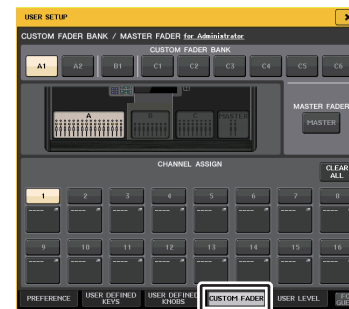 USER SETUP
CUSTOM FADER BANK / MASTER FADER for Administrator
CUSTOM FADER BANK
A1 A2 B1 C1 C2 C3 C4 C5 C6
A B C MASTER
MASTER FADER
MASTER
CHANNEL ASSIGN
CLEAR
ALL
1 2 3 4 5 6 7 8
---- ---- ---- ---- ---- ---- ---- ----
9 10 11 12 13 14 15 16
---- ---- ---- ---- ---- ---- ---- ----
PREFERENCE
USER DEFINED
KEYS
USER DEFINED
KNOBS
CUSTOM FADER
USER LEVEL